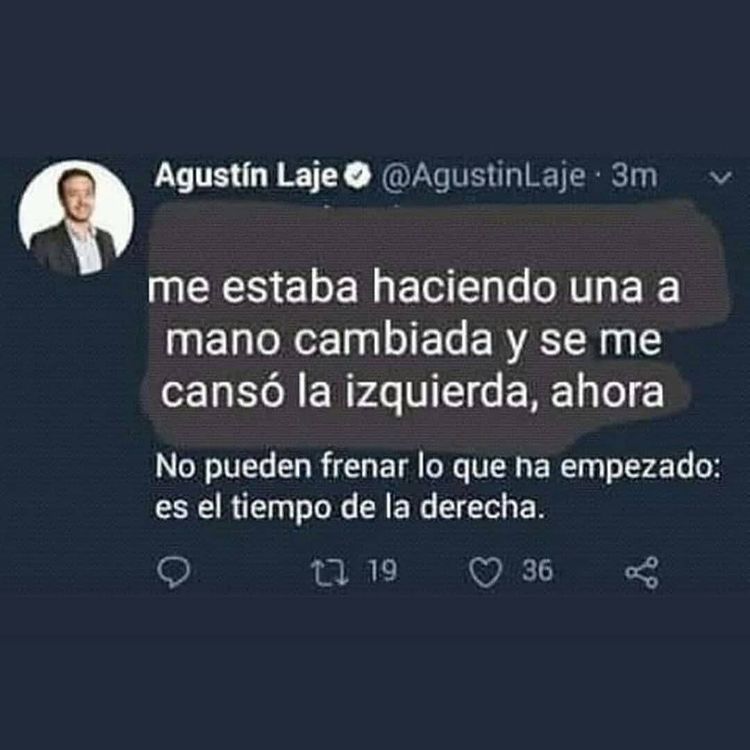 Agustín Laje @AgustinLaje · 3m
me estaba haciendo una a
mano cambiada y se me
cansó la izquierda, ahora
No pueden frenar lo que ha empezado:
es el tiempo de la derecha.
19 36